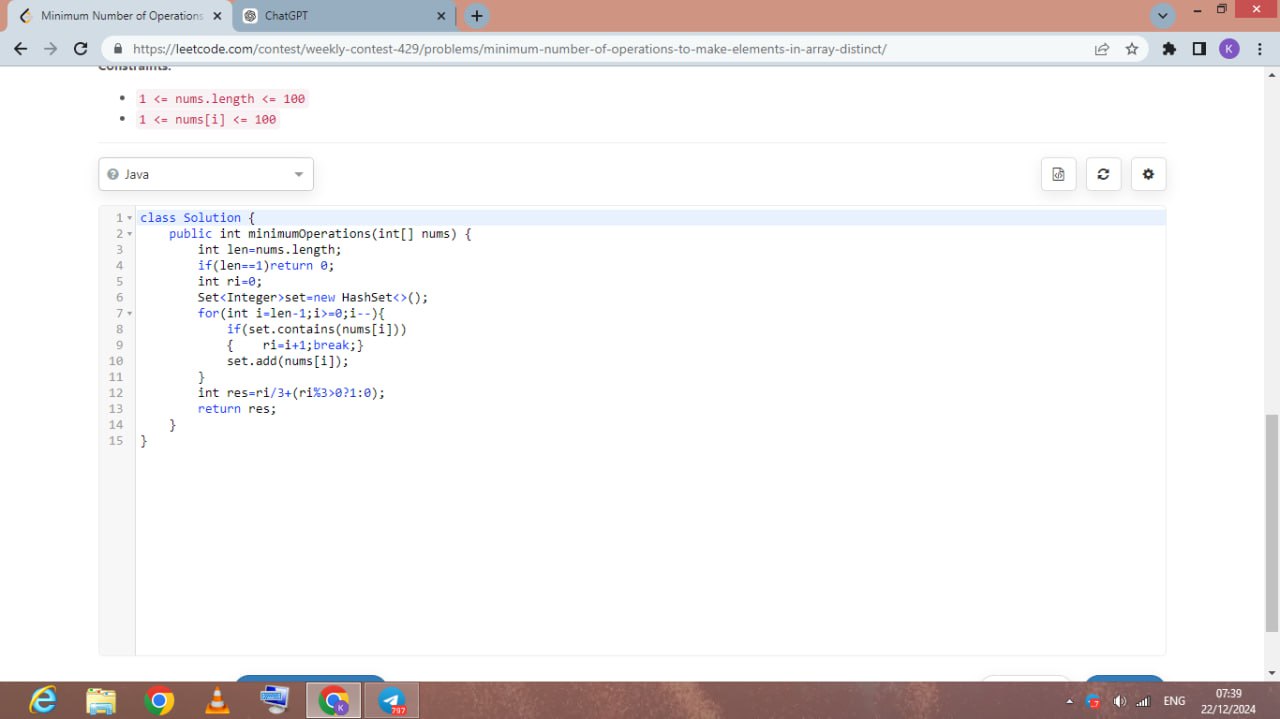 Minimum Number of Operations
ChatGPT
https://leetcode.com/contest/weekly-contest-429/problems/minimum-number-of-operations-to-make-elements-in-array-distinct/
K
Constraints:
1 <= nums.length <= 100
1 <= nums[i] <= 100
Java
1 class Solution {
2     public int minimumOperations(int[] nums) {
3         int len=nums.length;
4         if(len==1)return 0;
5         int ri=0;
6         Set<Integer>set=new HashSet<>();
7         for(int i=len-1;i>=0;i--){
8             if(set.contains(nums[i]))
9             {    ri=i+1;break;}
10             set.add(nums[i]);
11         }
12         int res=ri/3+(ri%3>0?1:0);
13         return res;
14     }
15 }
K
797
ENG
07:39
22/12/2024